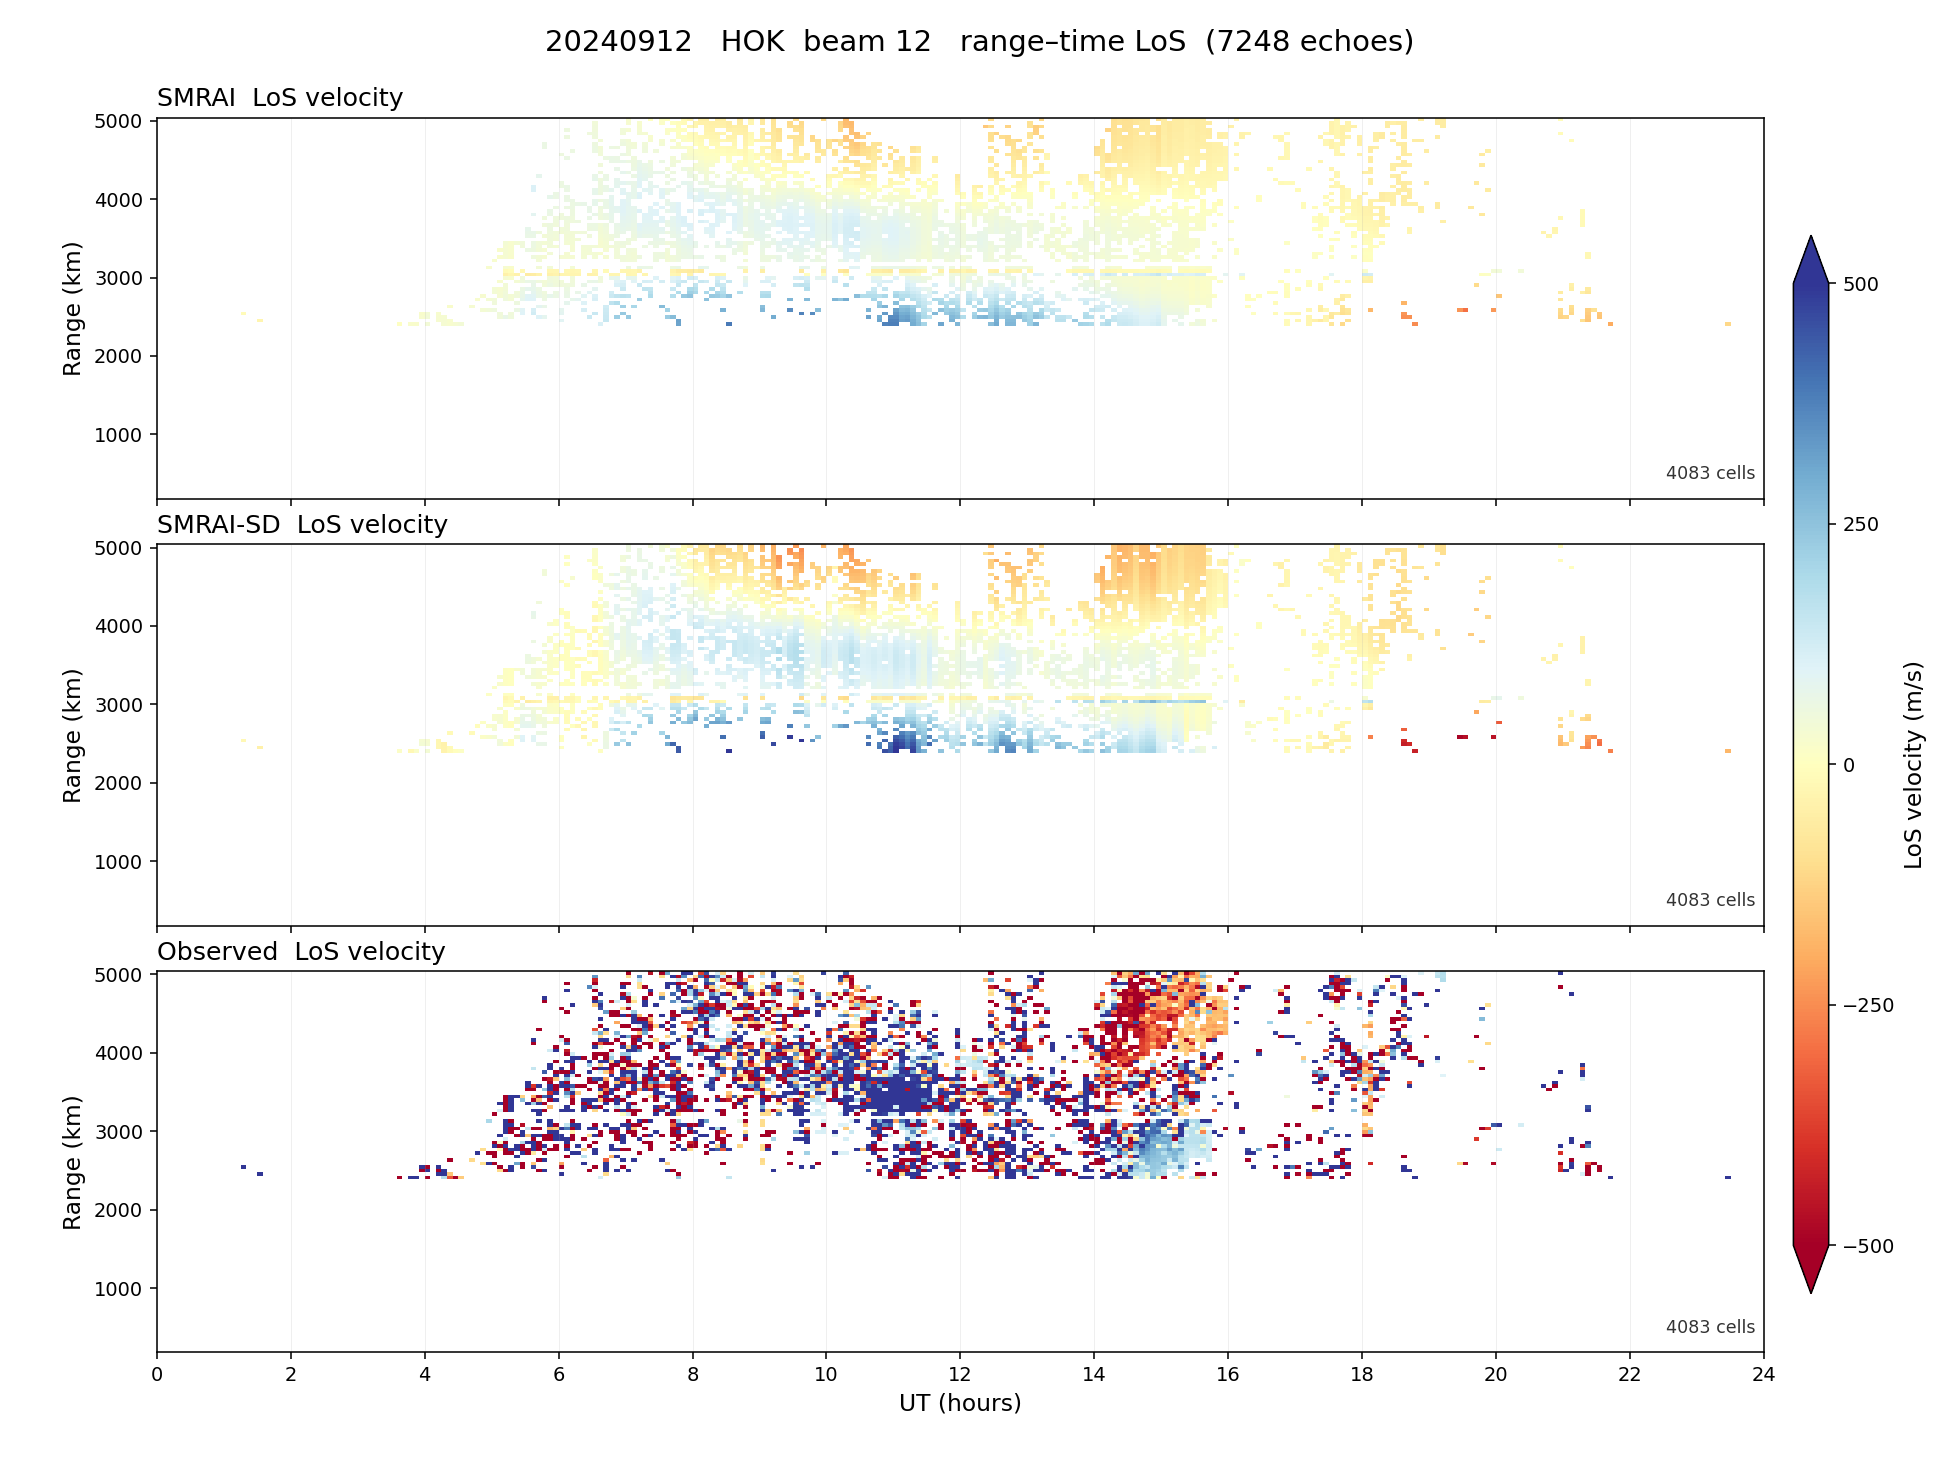 20240912   HOK  beam 12   range–time LoS  (7248 echoes)
SMRAI  LoS velocity
5000
4000
3000
2000
1000
Range (km)
4083 cells
SMRAI-SD  LoS velocity
5000
4000
3000
2000
1000
Range (km)
4083 cells
Observed  LoS velocity
5000
4000
3000
2000
1000
Range (km)
4083 cells
0 2 4 6 8 10 12 14 16 18 20 22 24
UT (hours)
500
250
0
−250
−500
LoS velocity (m/s)